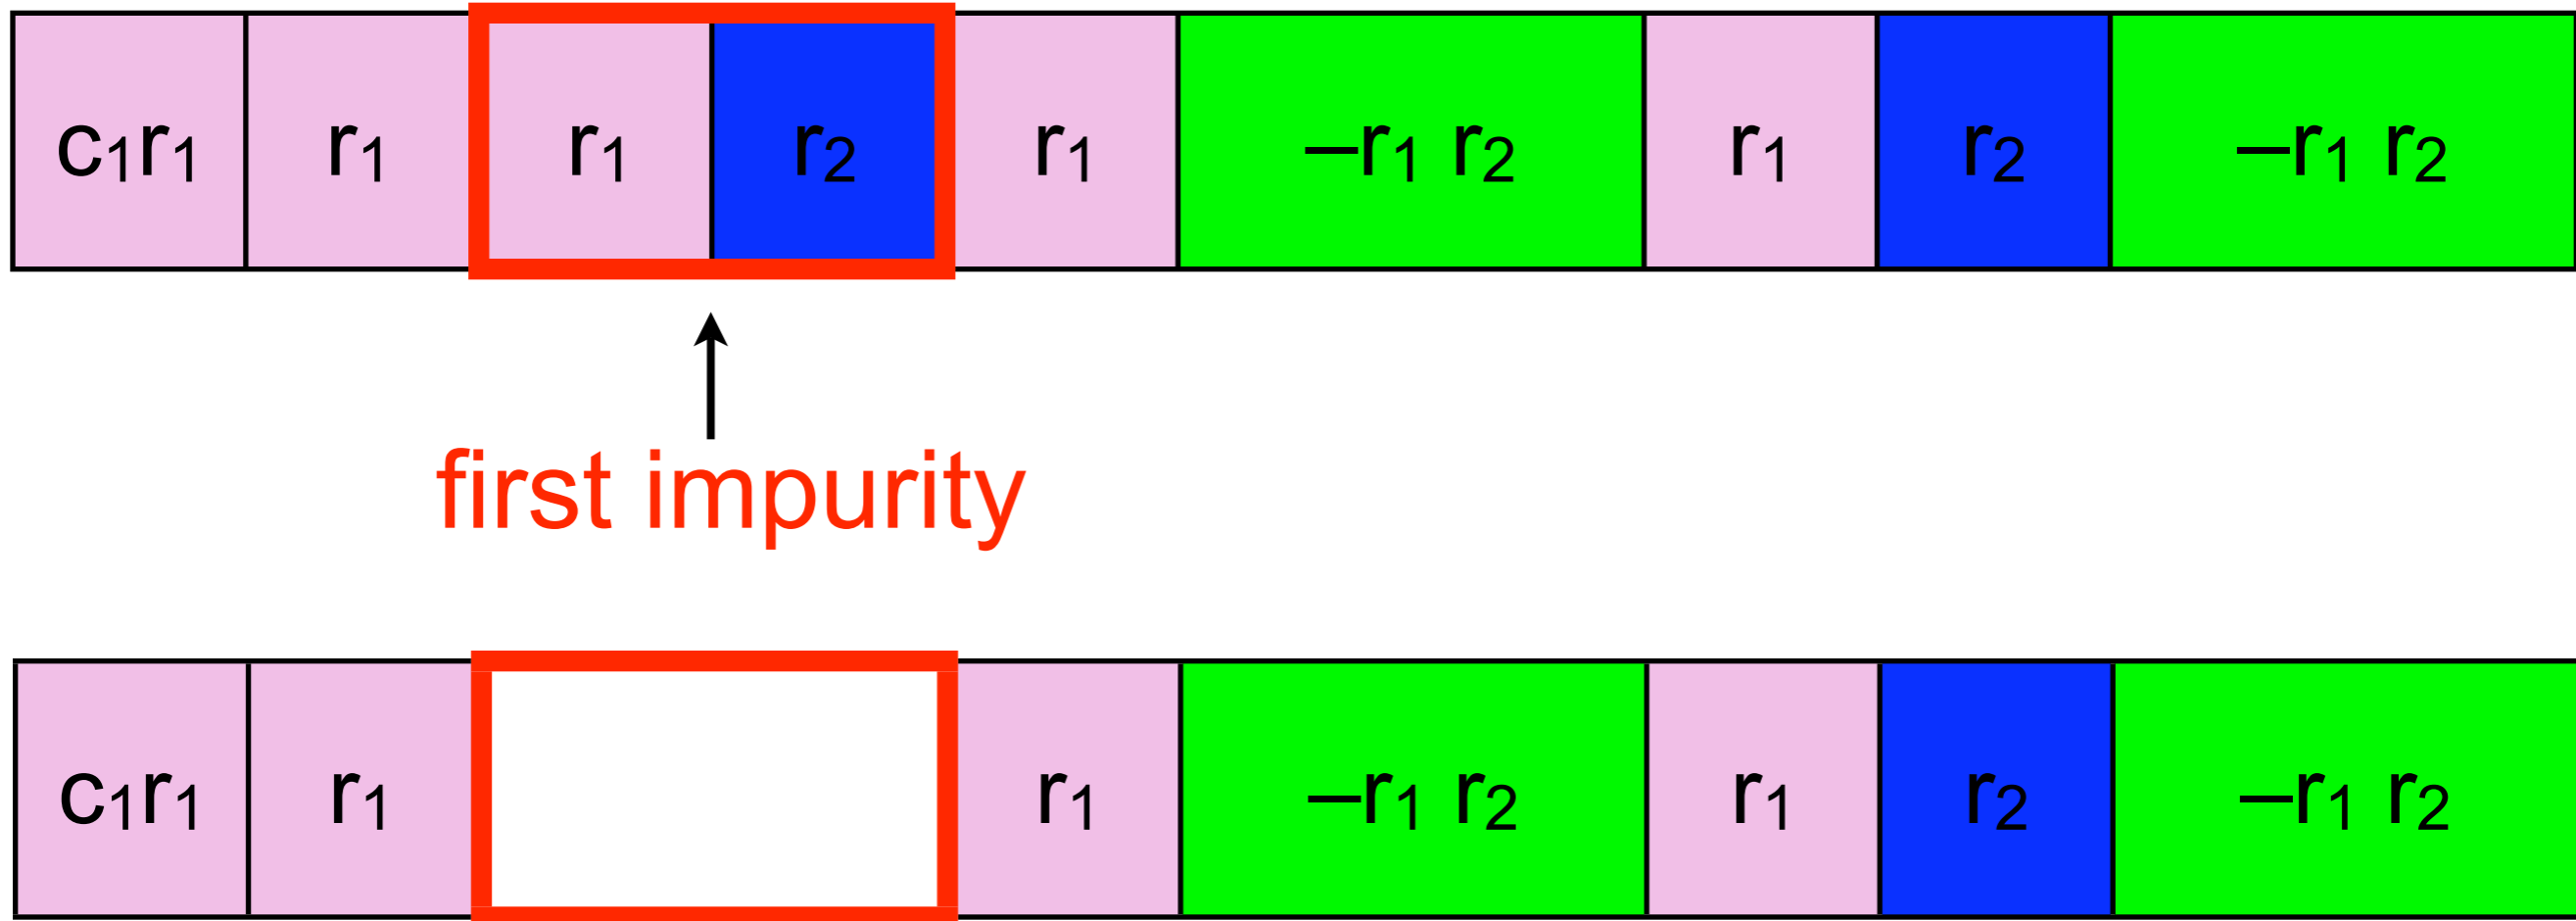 c₁r₁ r₁ r₁ r₂ r₁ –r₁ r₂ r₁ r₂ –r₁ r₂
first impurity
c₁r₁ r₁ r₁ –r₁ r₂ r₁ r₂ –r₁ r₂